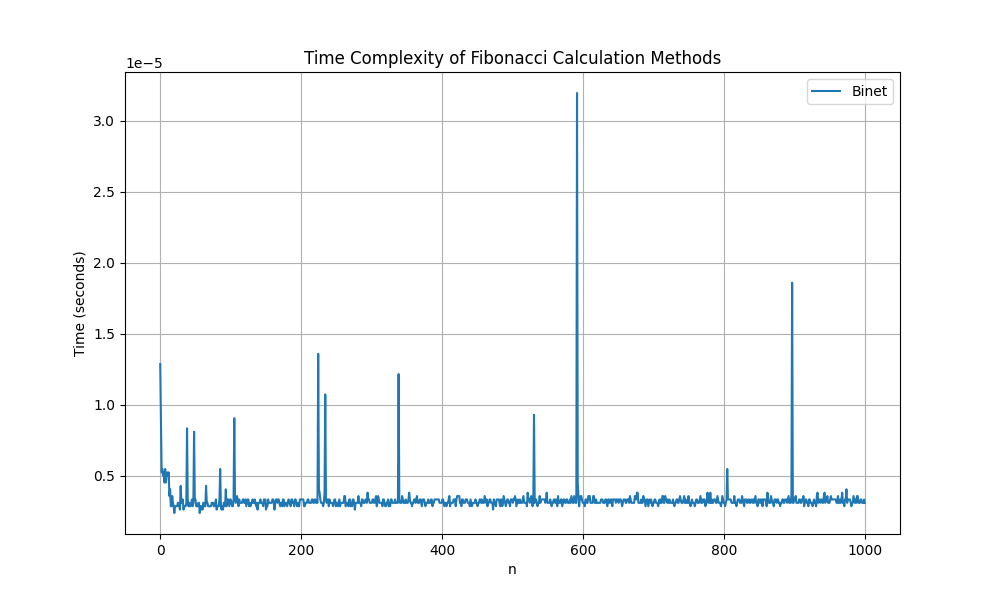 Time Complexity of Fibonacci Calculation Methods
1e−5
Binet
3.0
2.5
2.0
1.5
1.0
0.5
Time (seconds)
0 200 400 600 800 1000
n